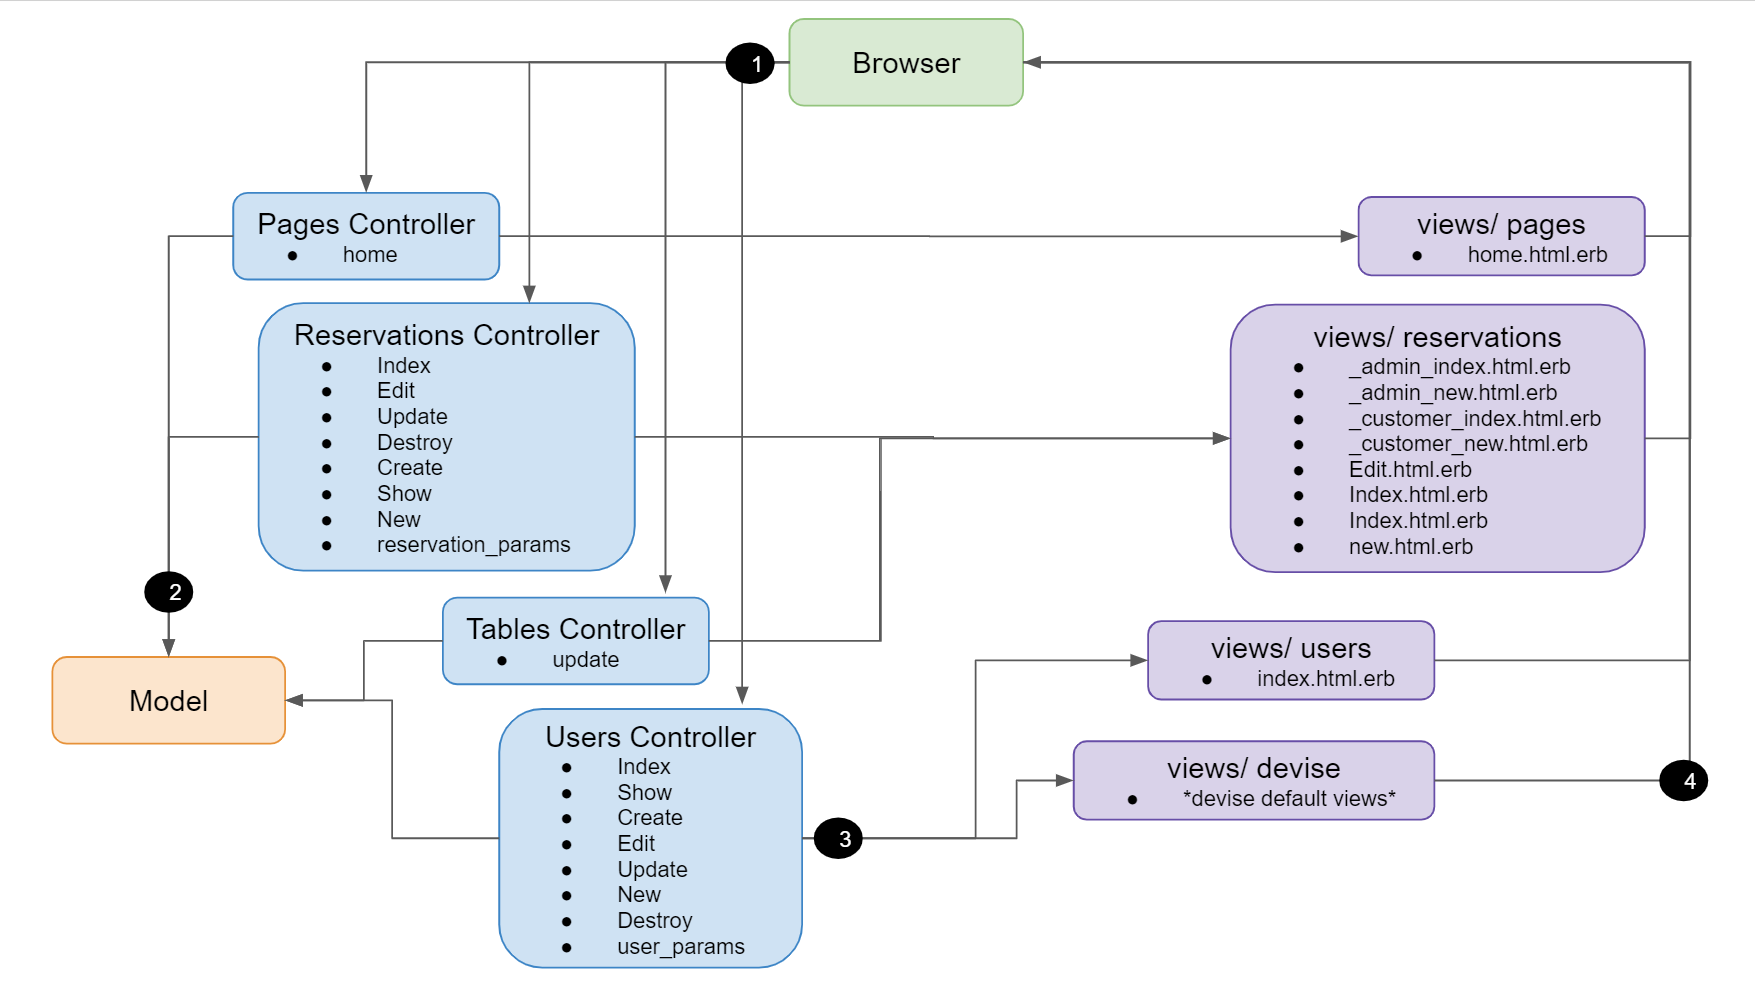 1
Browser
Pages Controller
● home
views/ pages
● home.html.erb
Reservations Controller
● Index
● Edit
● Update
● Destroy
● Create
● Show
● New
● reservation_params
views/ reservations
● _admin_index.html.erb
● _admin_new.html.erb
● _customer_index.html.erb
● _customer_new.html.erb
● Edit.html.erb
● Index.html.erb
● Index.html.erb
● new.html.erb
2
Model
Tables Controller
● update
views/ users
● index.html.erb
Users Controller
● Index
● Show
● Create
● Edit
● Update
● New
● Destroy
● user_params
3
views/ devise
● *devise default views*
4